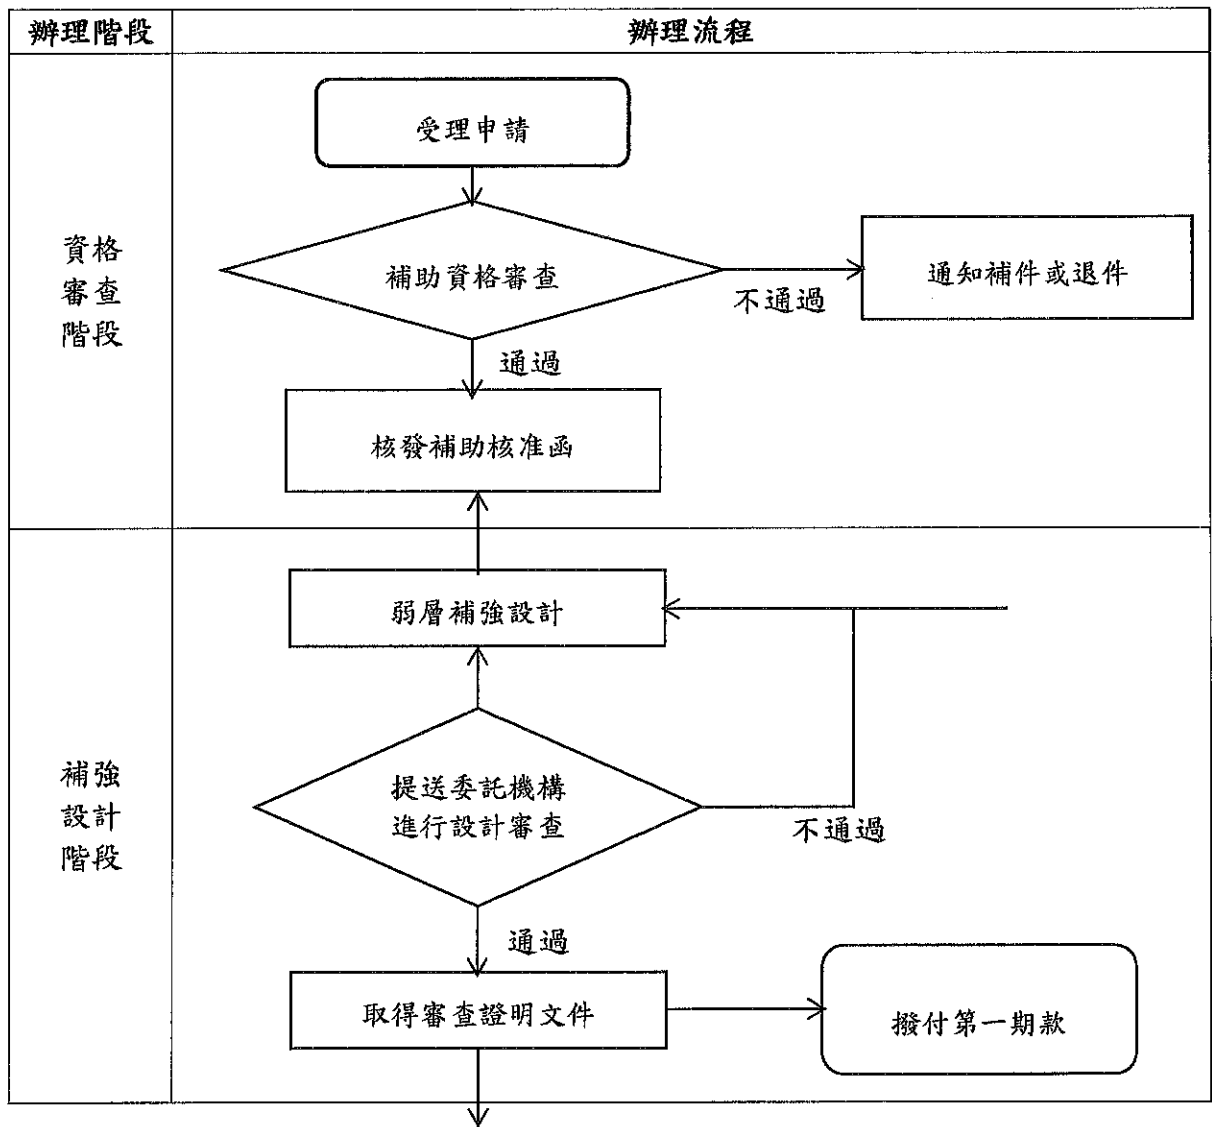 辦理階段
辦理流程
資格
審查
階段
受理申請
補助資格審查
不通過
通知補件或退件
通過
核發補助核准函
補強
設計
階段
弱層補強設計
提送委託機構
進行設計審查
不通過
通過
取得審查證明文件
撥付第一期款